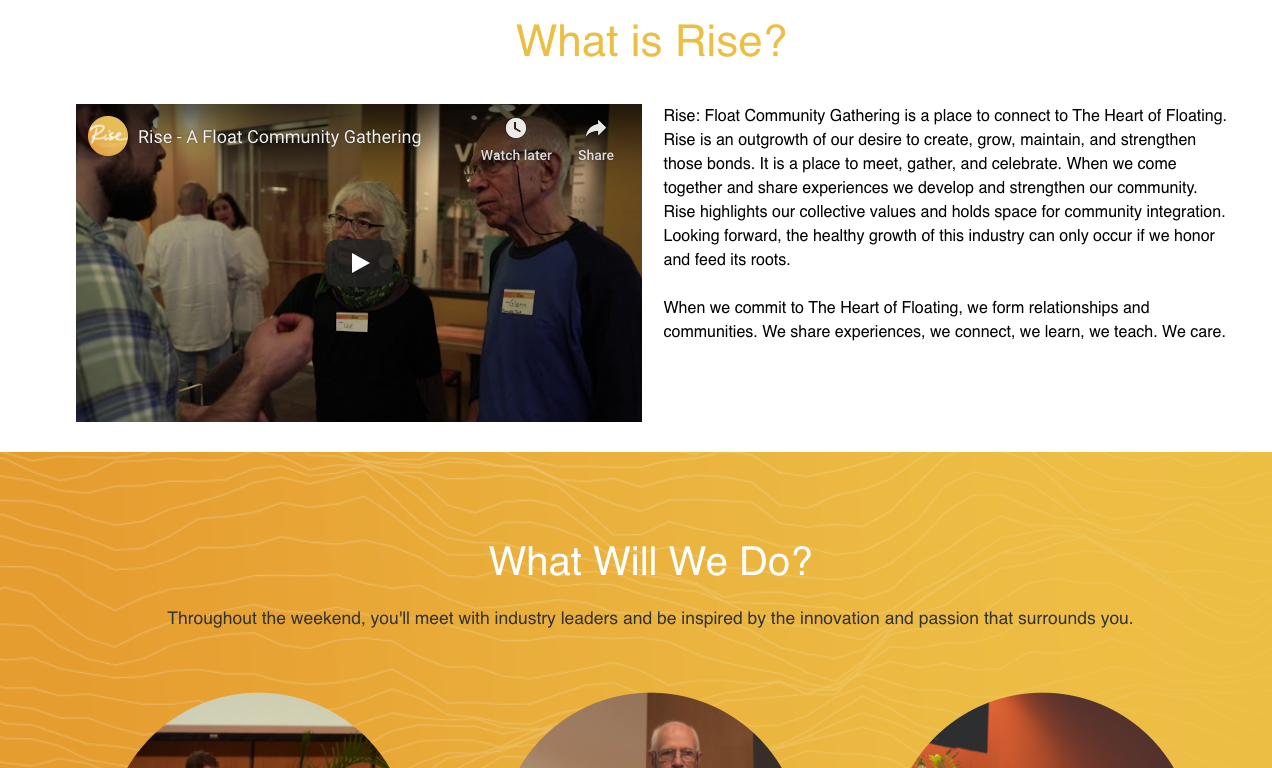 What is Rise?
Rise
Rise - A Float Community Gathering
Watch later
Share
Rise: Float Community Gathering is a place to connect to The Heart of Floating.
Rise is an outgrowth of our desire to create, grow, maintain, and strengthen
those bonds. It is a place to meet, gather, and celebrate. When we come
together and share experiences we develop and strengthen our community.
Rise highlights our collective values and holds space for community integration.
Looking forward, the healthy growth of this industry can only occur if we honor
and feed its roots.
When we commit to The Heart of Floating, we form relationships and
communities. We share experiences, we connect, we learn, we teach. We care.
What Will We Do?
Throughout the weekend, you'll meet with industry leaders and be inspired by the innovation and passion that surrounds you.